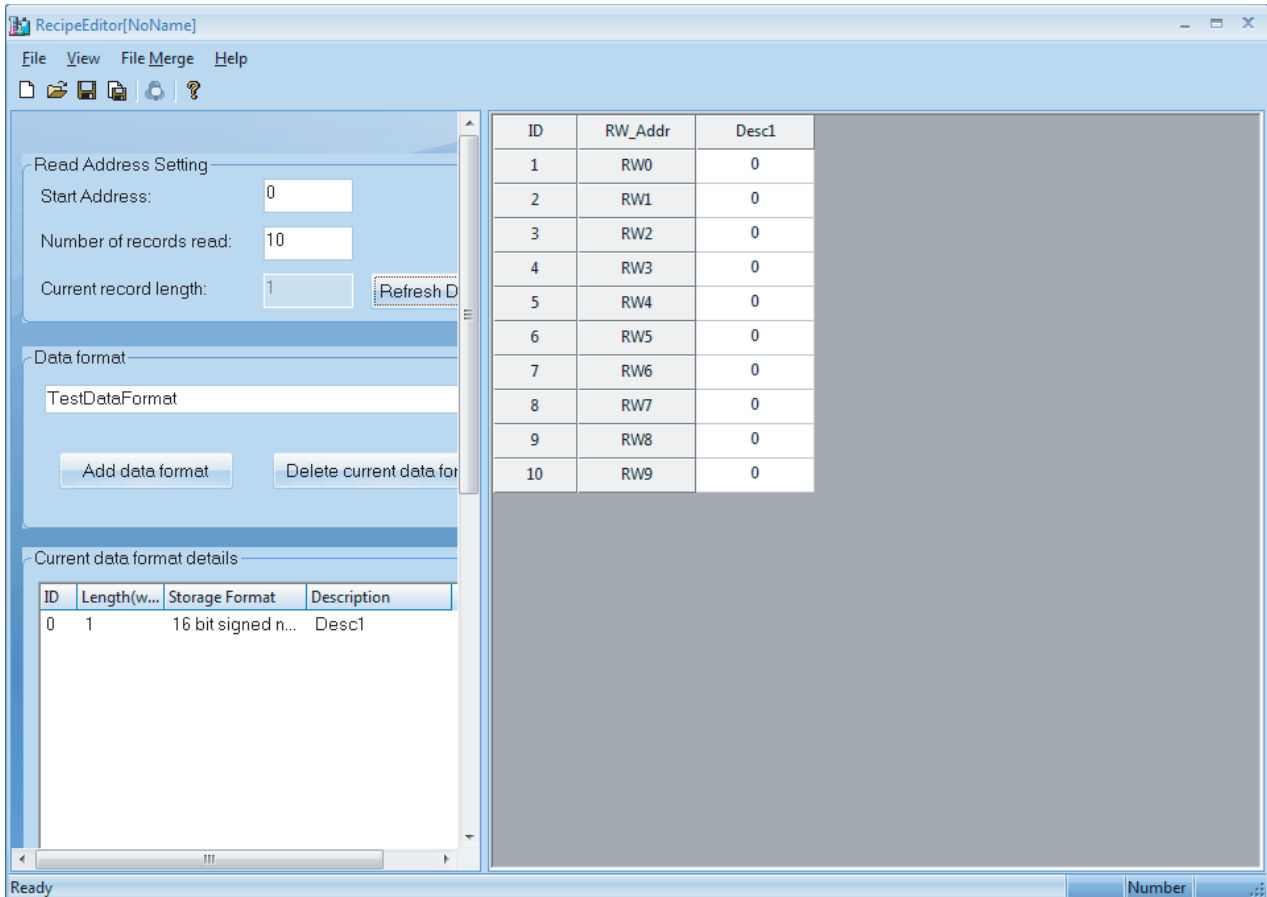 RecipeEditor[NoName]
File View File Merge Help
Read Address Setting
Start Address: 0
Number of records read: 10
Current record length: 1 Refresh D
Data format
TestDataFormat
Add data format Delete current data for
Current data format details
ID Length(w... Storage Format Description
0 1 16 bit signed n... Desc1
ID RW_Addr Desc1
1 RW0 0
2 RW1 0
3 RW2 0
4 RW3 0
5 RW4 0
6 RW5 0
7 RW6 0
8 RW7 0
9 RW8 0
10 RW9 0
Ready Number